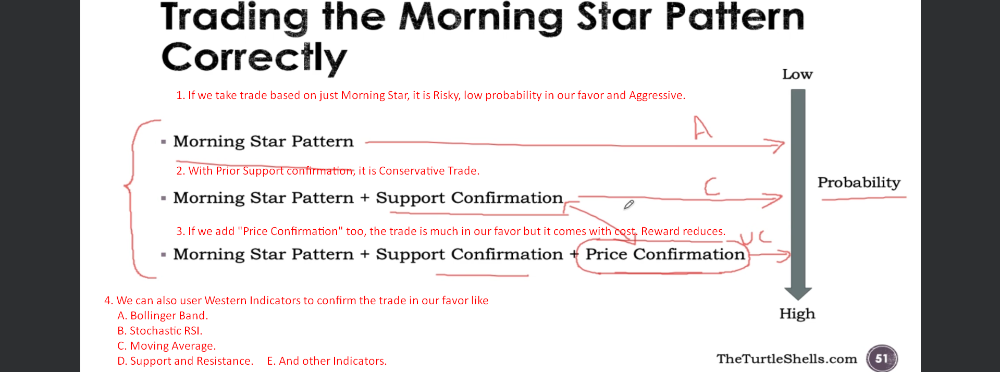 Trading the Morning Star Pattern
Correctly
Low
1. If we take trade based on just Morning Star, it is Risky, low probability in our favor and Aggressive.
A
▪ Morning Star Pattern
2. With Prior Support confirmation, it is Conservative Trade.
Probability
C
▪ Morning Star Pattern + Support Confirmation
3. If we add "Price Confirmation" too, the trade is much in our favor but it comes with cost. Reward reduces.
UC
▪ Morning Star Pattern + Support Confirmation + Price Confirmation
4. We can also user Western Indicators to confirm the trade in our favor like
A. Bollinger Band.
High
B. Stochastic RSI.
C. Moving Average.
D. Support and Resistance. E. And other Indicators.
TheTurtleShells.com 51